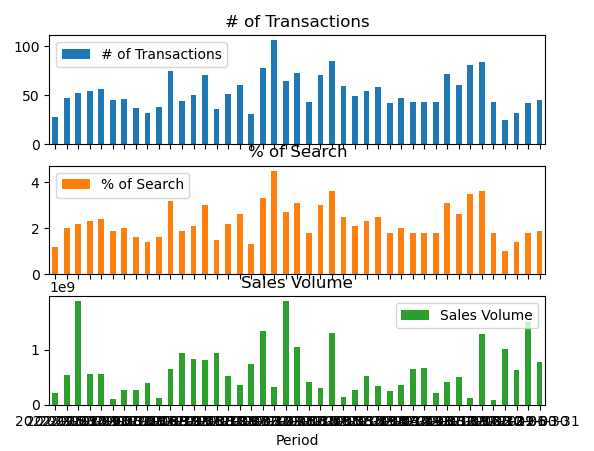 # of Transactions
100
# of Transactions
50
0
% of Search
4
% of Search
2
0
1e9
Sales Volume
Sales Volume
1
0
Period